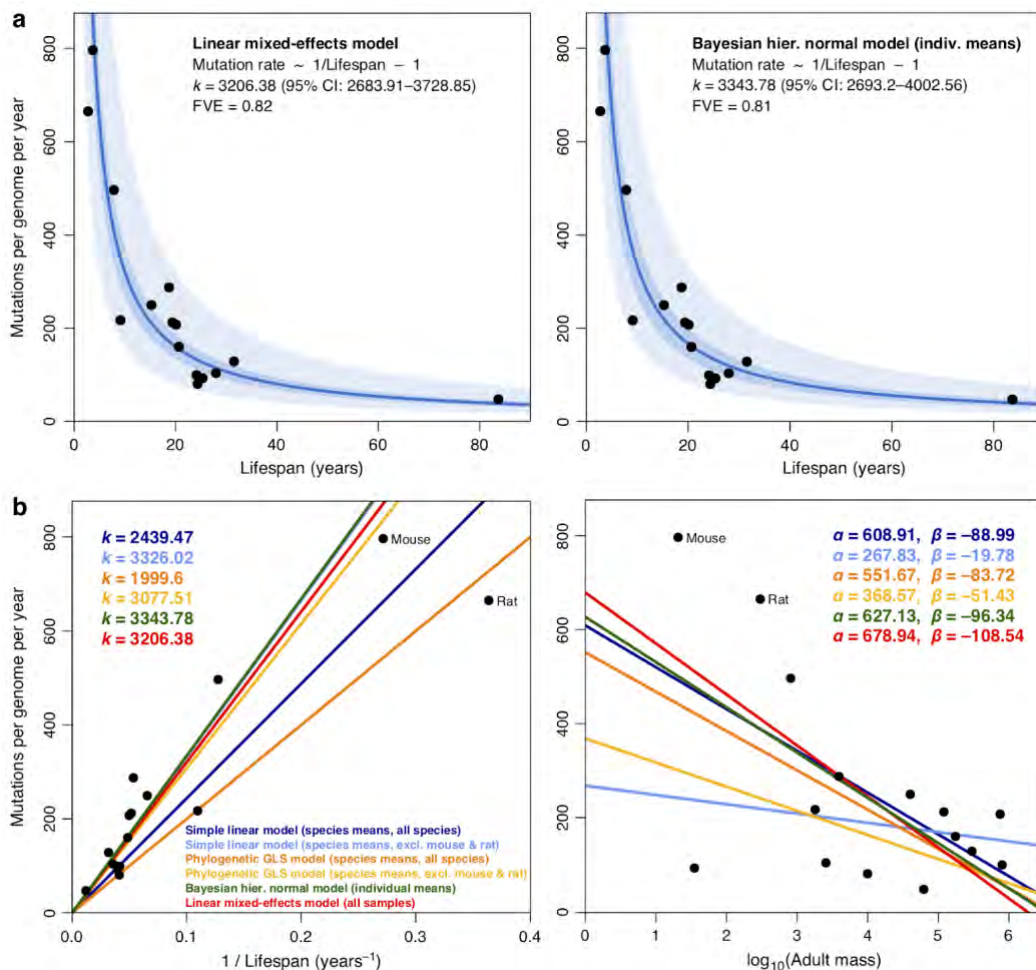 a
Linear mixed-effects model
Mutation rate ~ 1/Lifespan − 1
k = 3206.38 (95% CI: 2683.91–3728.85)
FVE = 0.82
Mutations per genome per year
0
200
400
600
800
0
20
40
60
80
Lifespan (years)
Bayesian hier. normal model (indiv. means)
Mutation rate ~ 1/Lifespan − 1
k = 3343.78 (95% CI: 2693.2–4002.56)
FVE = 0.81
0
200
400
600
800
0
20
40
60
80
Lifespan (years)
b
k = 2439.47
k = 3326.02
k = 1999.6
k = 3077.51
k = 3343.78
k = 3206.38
Mouse
Rat
Simple linear model (species means, all species)
Simple linear model (species means, excl. mouse & rat)
Phylogenetic GLS model (species means, all species)
Phylogenetic GLS model (species means, excl. mouse & rat)
Bayesian hier. normal model (individual means)
Linear mixed-effects model (all samples)
Mutations per genome per year
0
200
400
600
800
0.0
0.1
0.2
0.3
0.4
1 / Lifespan (years⁻¹)
α = 608.91, β = −88.99
α = 267.83, β = −19.78
α = 551.67, β = −83.72
α = 368.57, β = −51.43
α = 627.13, β = −96.34
α = 678.94, β = −108.54
Mouse
Rat
0
200
400
600
800
0
1
2
3
4
5
6
log₁₀(Adult mass)